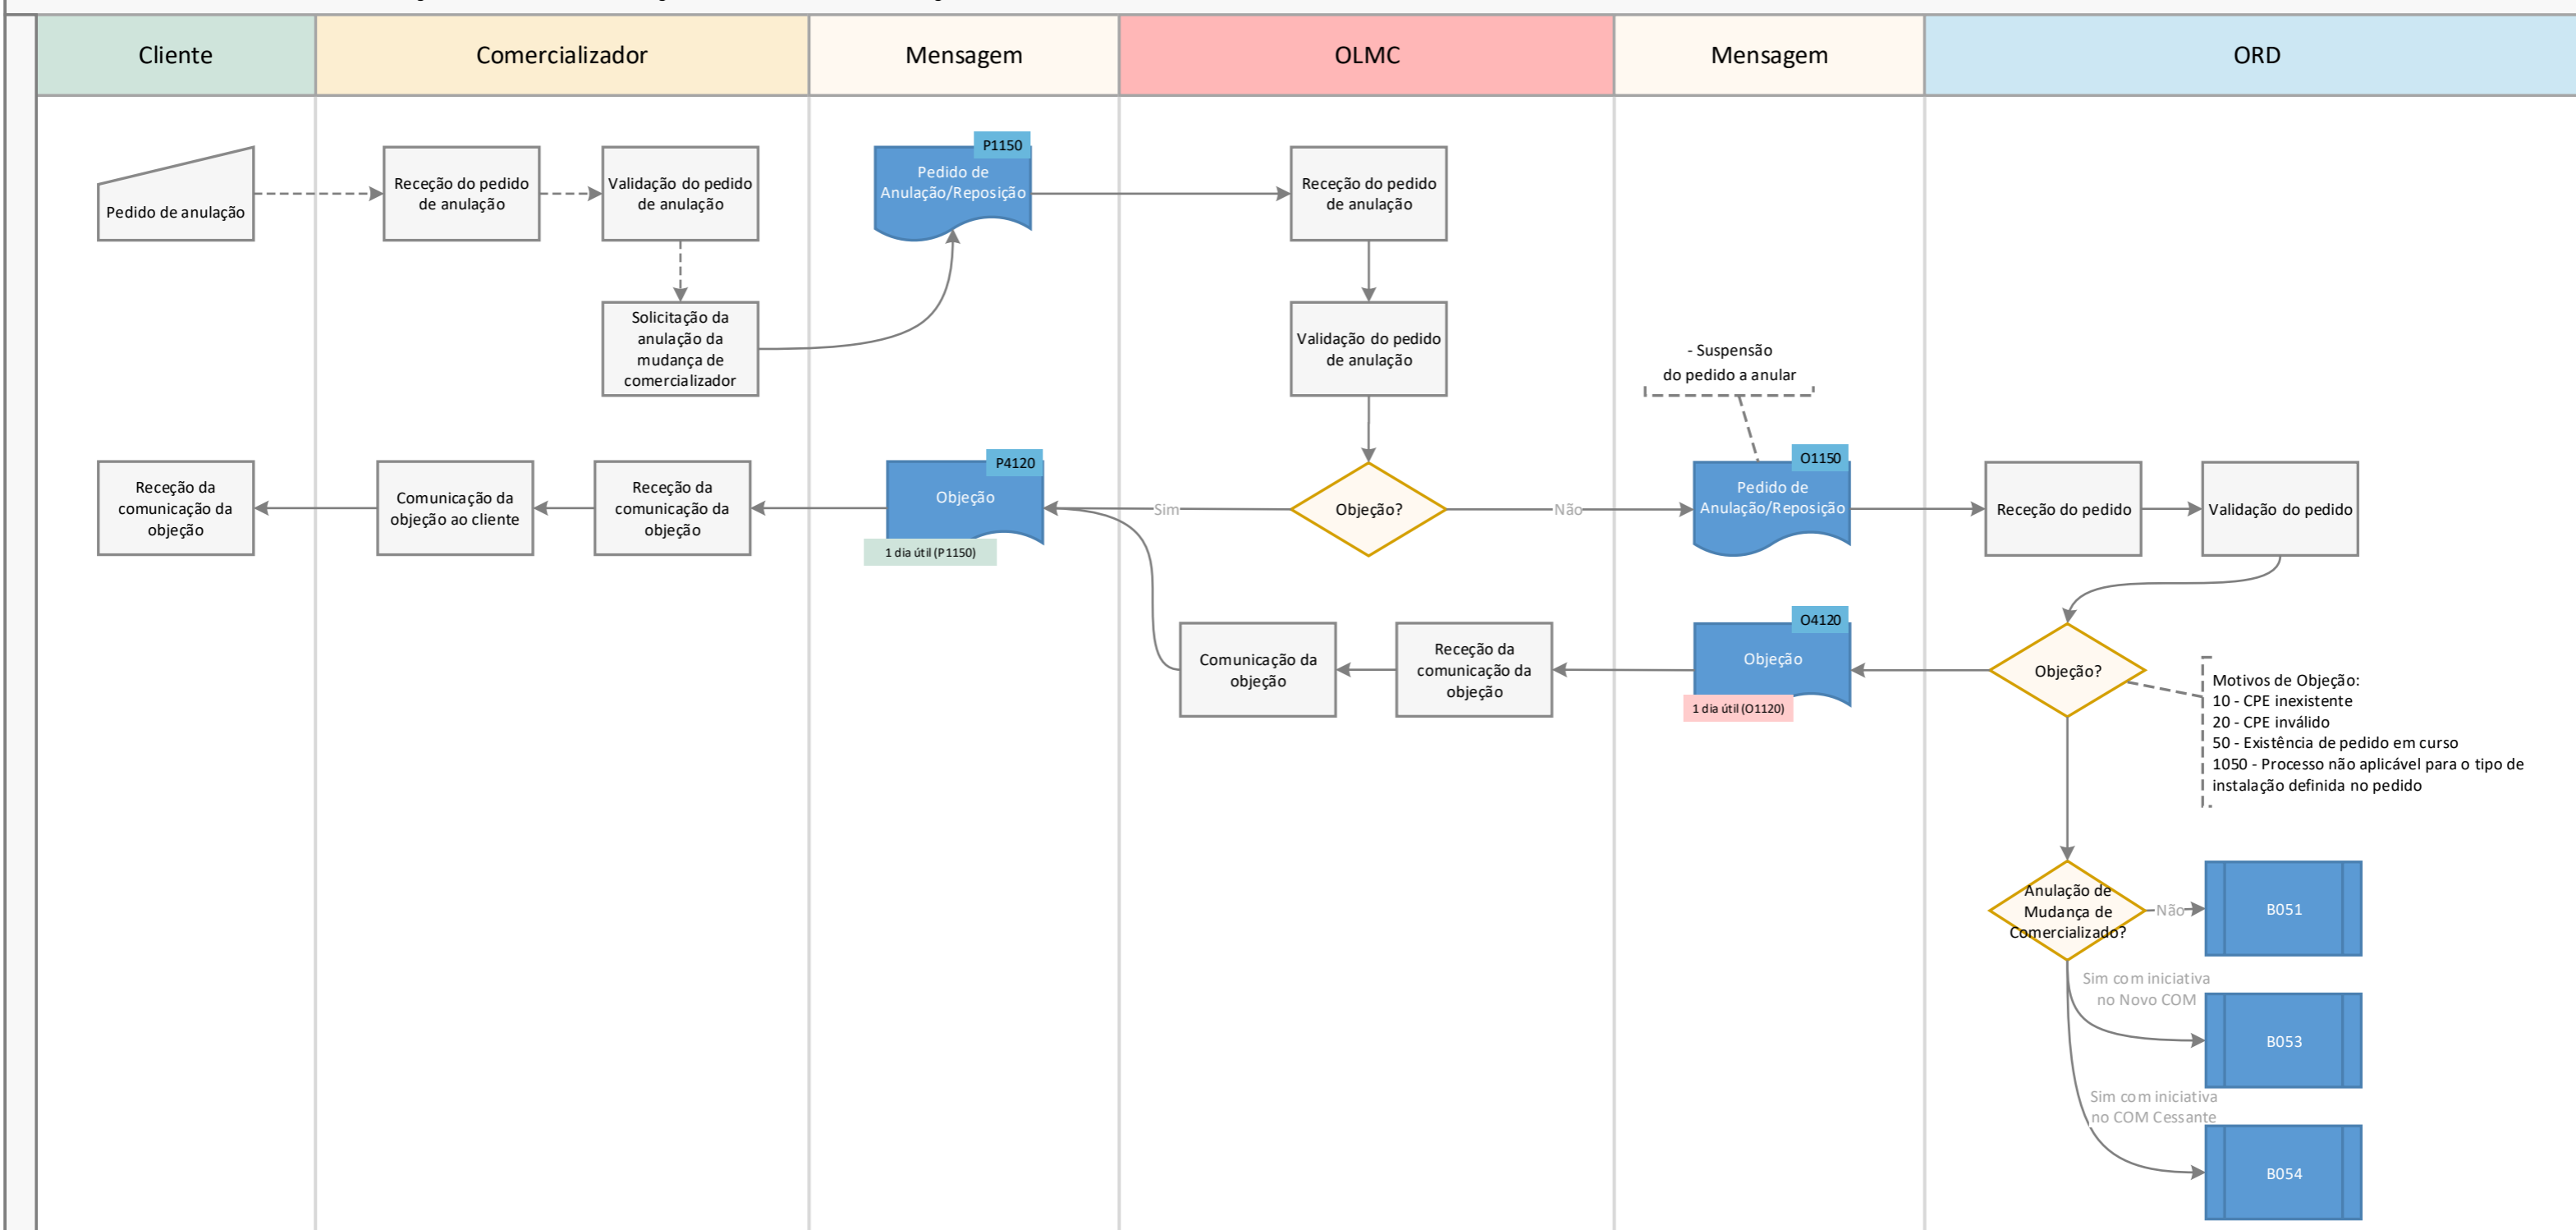 Cliente
Comercializador
Mensagem
OLMC
Mensagem
ORD
Pedido de anulação
Receção do pedido
de anulação
Validação do pedido
de anulação
P1150
Pedido de
Anulação/Reposição
Receção do pedido
de anulação
Solicitação da
anulação da
mudança de
comercializador
Validação do pedido
de anulação
- Suspensão
do pedido a anular
Receção da
comunicação da
objeção
Comunicação da
objeção ao cliente
Receção da
comunicação da
objeção
P4120
Objeção
1 dia útil (P1150)
Sim
Objeção?
Não
O1150
Pedido de
Anulação/Reposição
Receção do pedido
Validação do pedido
Comunicação da
objeção
Receção da
comunicação da
objeção
O4120
Objeção
1 dia útil (O1120)
Objeção?
Motivos de Objeção:
10 - CPE inexistente
20 - CPE inválido
50 - Existência de pedido em curso
1050 - Processo não aplicável para o tipo de
instalação definida no pedido
Anulação de
Mudança de
Comercializado?
Não
B051
Sim com iniciativa
no Novo COM
B053
Sim com iniciativa
no COM Cessante
B054